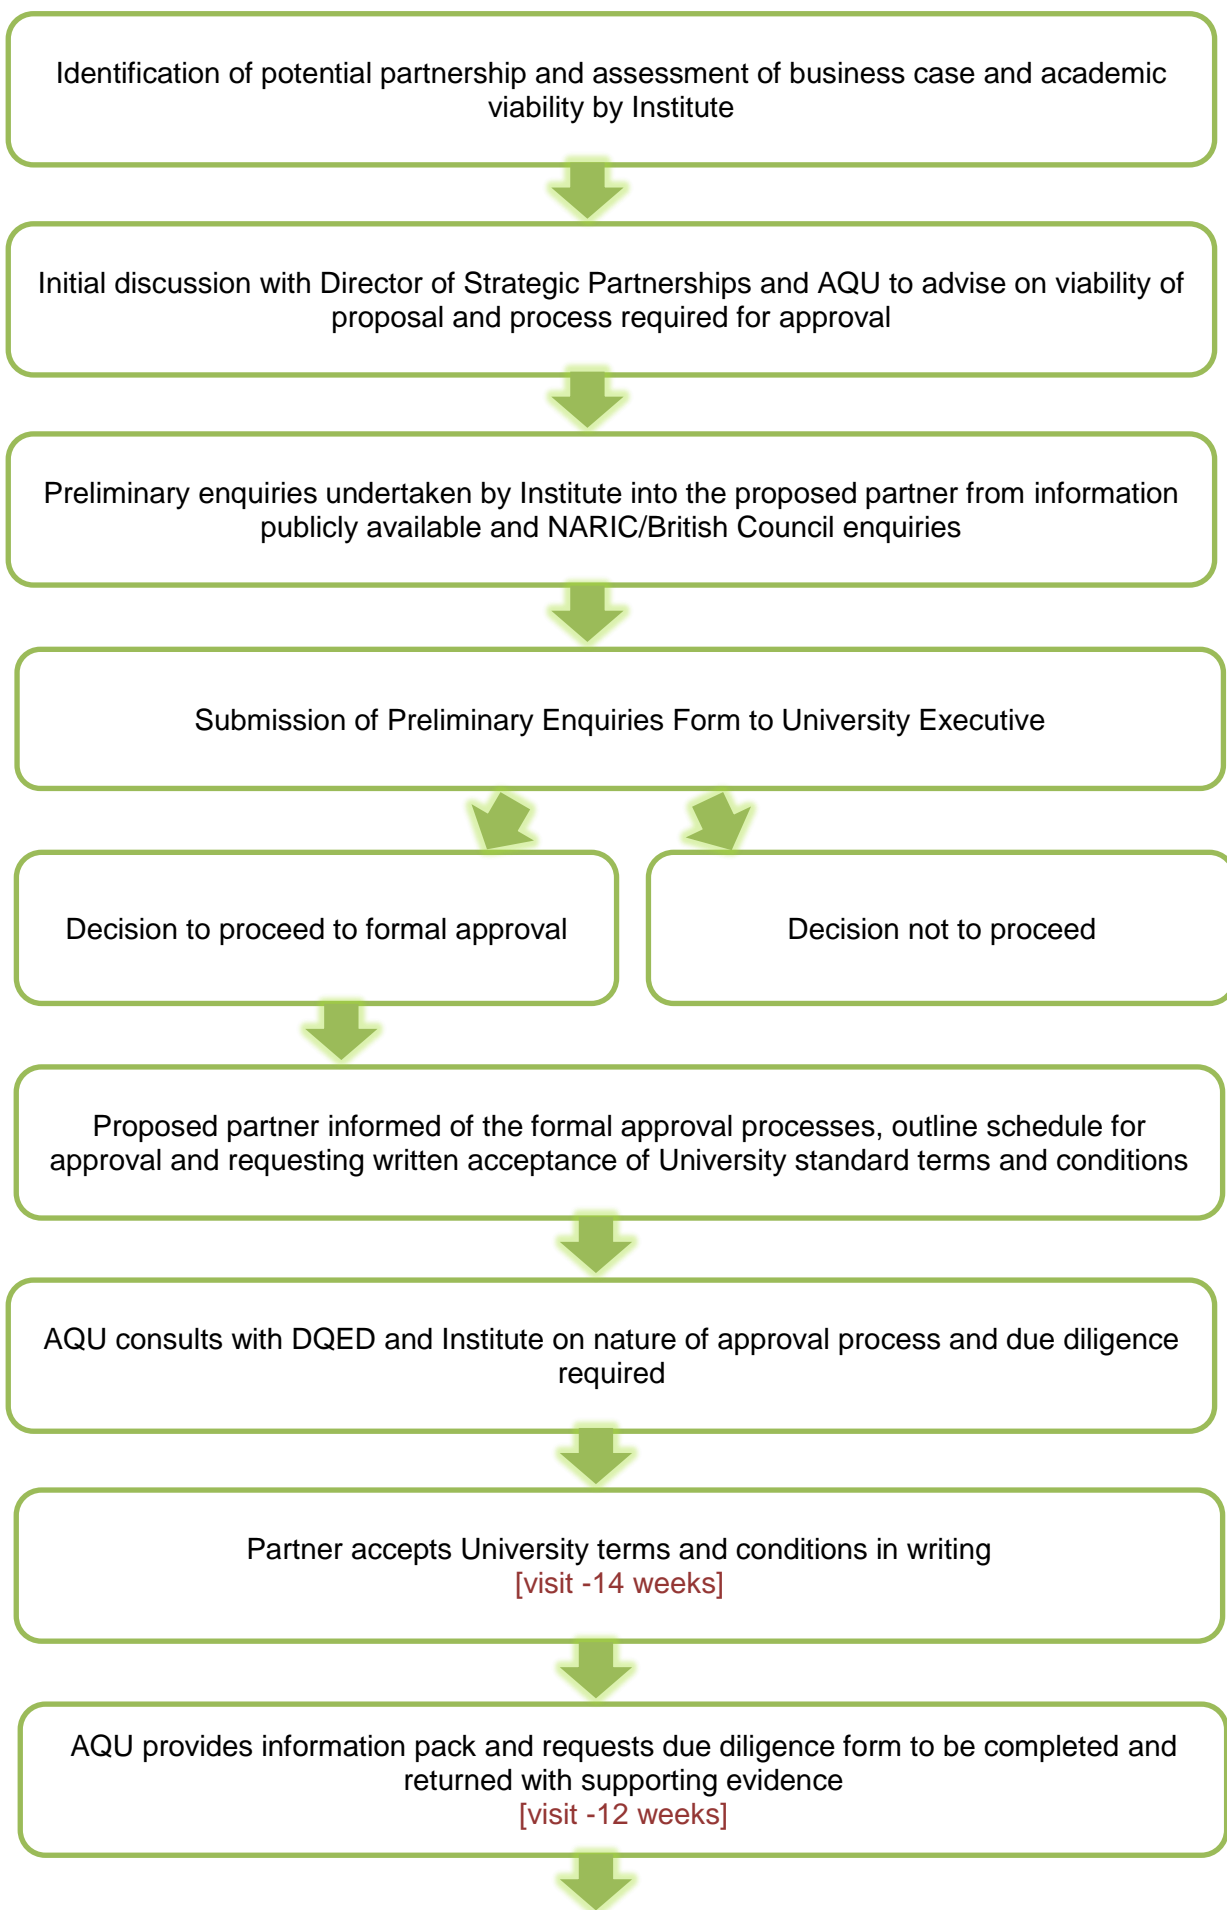 Identification of potential partnership and assessment of business case and academic
viability by Institute
Initial discussion with Director of Strategic Partnerships and AQU to advise on viability of
proposal and process required for approval
Preliminary enquiries undertaken by Institute into the proposed partner from information
publicly available and NARIC/British Council enquiries
Submission of Preliminary Enquiries Form to University Executive
Decision to proceed to formal approval
Decision not to proceed
Proposed partner informed of the formal approval processes, outline schedule for
approval and requesting written acceptance of University standard terms and conditions
AQU consults with DQED and Institute on nature of approval process and due diligence
required
Partner accepts University terms and conditions in writing
[visit -14 weeks]
AQU provides information pack and requests due diligence form to be completed and
returned with supporting evidence
[visit -12 weeks]